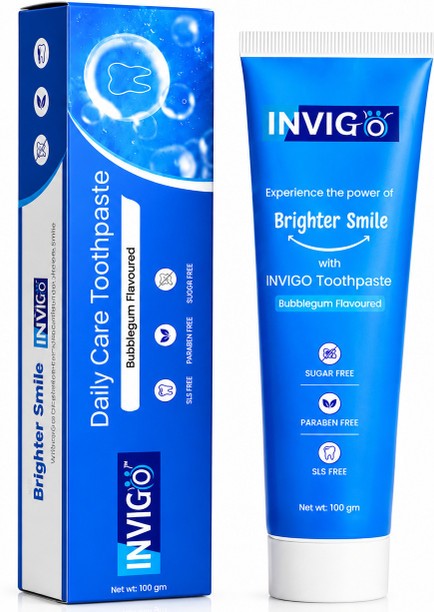 Brighter Smile
INVIGO
Daily Care Toothpaste
Bubblegum Flavoured
SUGAR FREE
PARABEN FREE
SLS FREE
INVIGO™
Net wt: 100 gm
INVIGO
Experience the power of
Brighter Smile
with
INVIGO Toothpaste
Bubblegum Flavoured
SUGAR FREE
PARABEN FREE
SLS FREE
Net wt: 100 gm